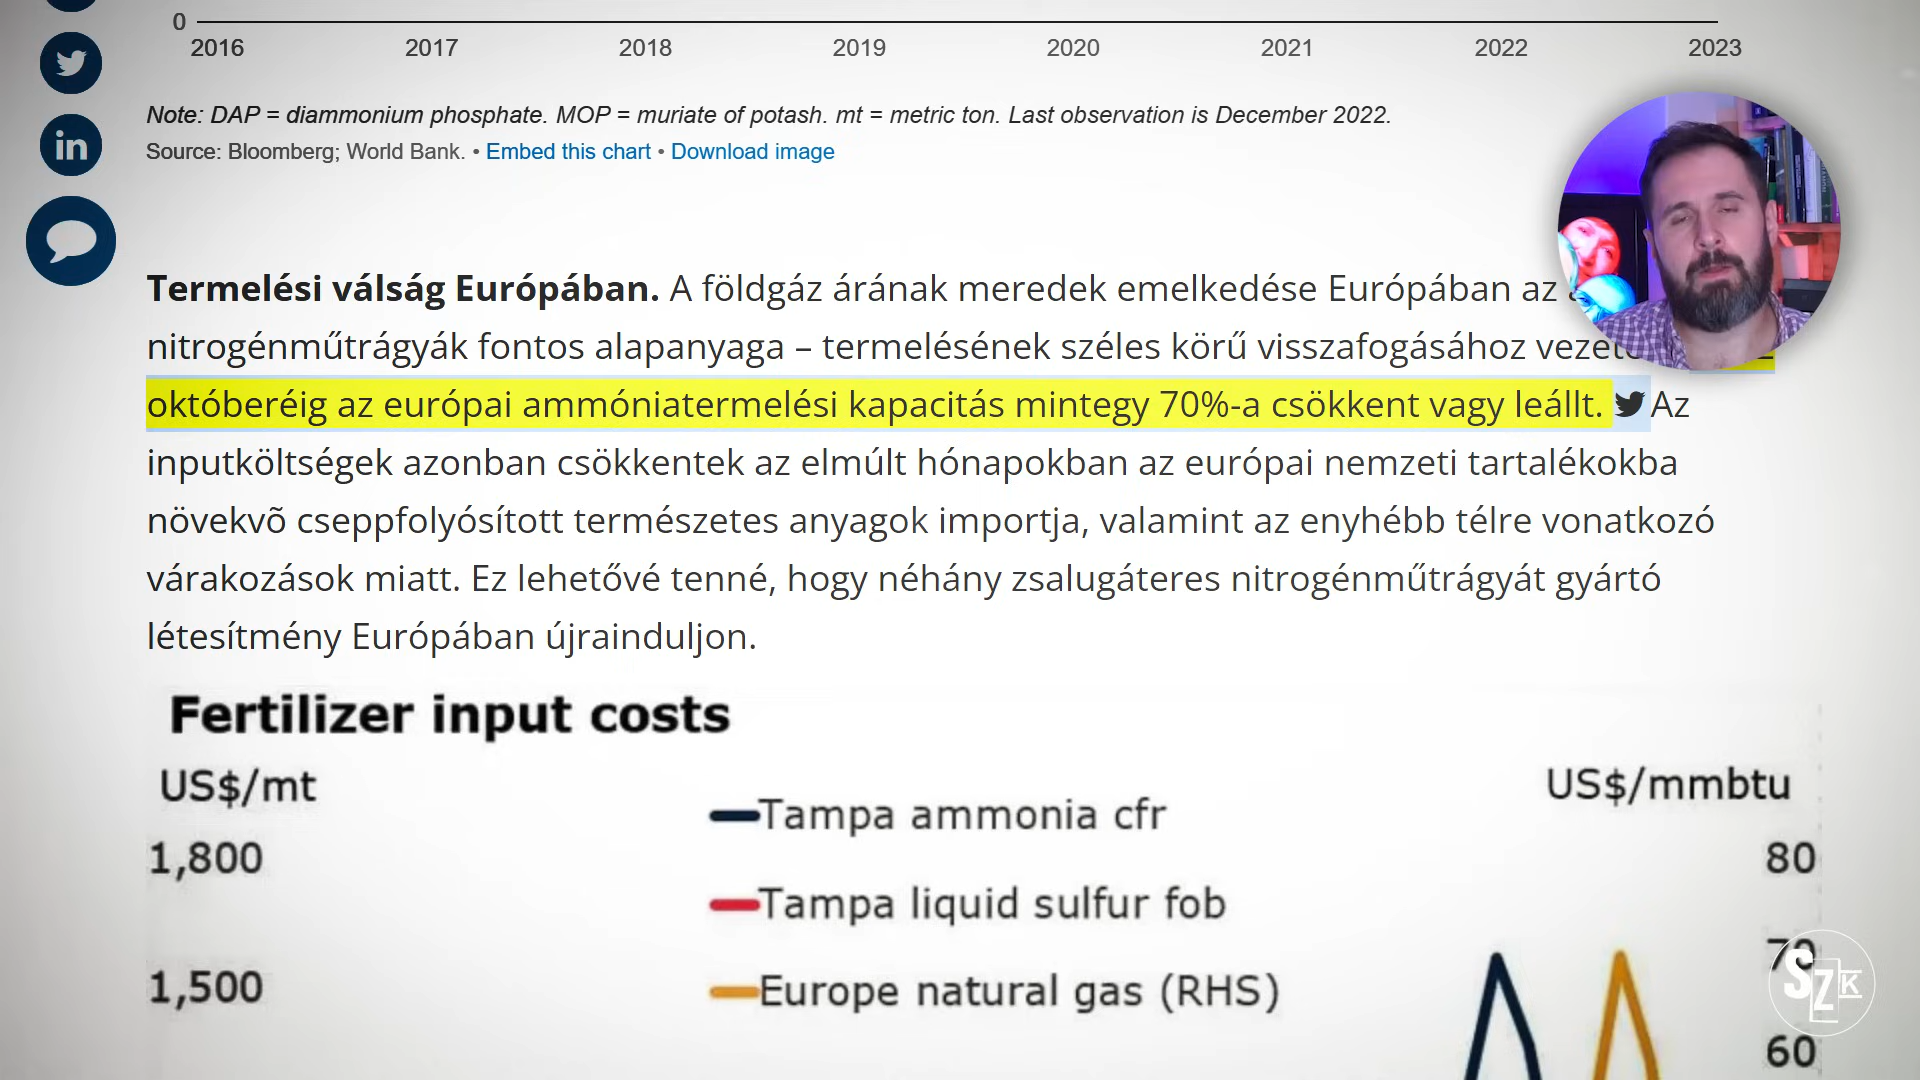 0
2016 2017 2018 2019 2020 2021 2022 2023
Note: DAP = diammonium phosphate. MOP = muriate of potash. mt = metric ton. Last observation is December 2022.
Source: Bloomberg; World Bank. • Embed this chart • Download image
in
Termelési válság Európában. A földgáz árának meredek emelkedése Európában az
nitrogénműtrágyák fontos alapanyaga – termelésének széles körű visszafogásához
októberéig az európai ammóniatermelési kapacitás mintegy 70%-a csökkent vagy leállt. Az
inputköltségek azonban csökkentek az elmúlt hónapokban az európai nemzeti tartalékokba
növekvõ cseppfolyósított természetes anyagok importja, valamint az enyhébb télre vonatkozó
várakozások miatt. Ez lehetővé tenné, hogy néhány zsalugáteres nitrogénműtrágyát gyártó
létesítmény Európában újrainduljon.
Fertilizer input costs
US$/mt US$/mmbtu
Tampa ammonia cfr
1,800 80
Tampa liquid sulfur fob
70
1,500 Europe natural gas (RHS)
SZK
60